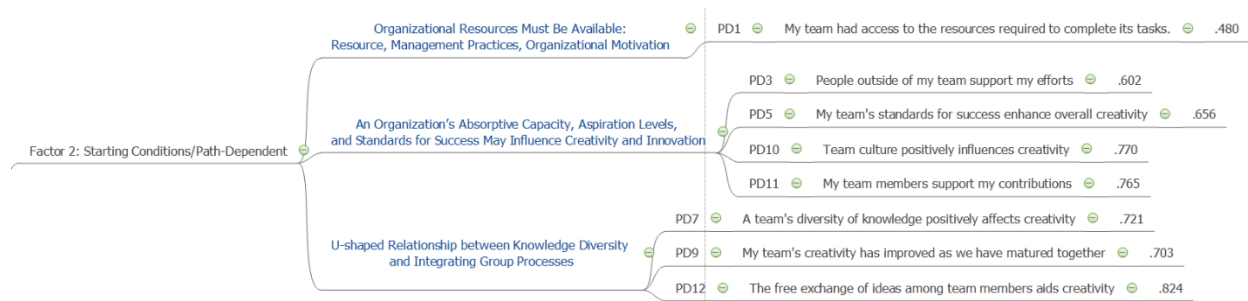 Factor 2: Starting Conditions/Path-Dependent
Organizational Resources Must Be Available:
Resource, Management Practices, Organizational Motivation
PD1 My team had access to the resources required to complete its tasks. .480
An Organization's Absorptive Capacity, Aspiration Levels,
and Standards for Success May Influence Creativity and Innovation
PD3 People outside of my team support my efforts .602
PD5 My team's standards for success enhance overall creativity .656
PD10 Team culture positively influences creativity .770
PD11 My team members support my contributions .765
U-shaped Relationship between Knowledge Diversity
and Integrating Group Processes
PD7 A team's diversity of knowledge positively affects creativity .721
PD9 My team's creativity has improved as we have matured together .703
PD12 The free exchange of ideas among team members aids creativity .824